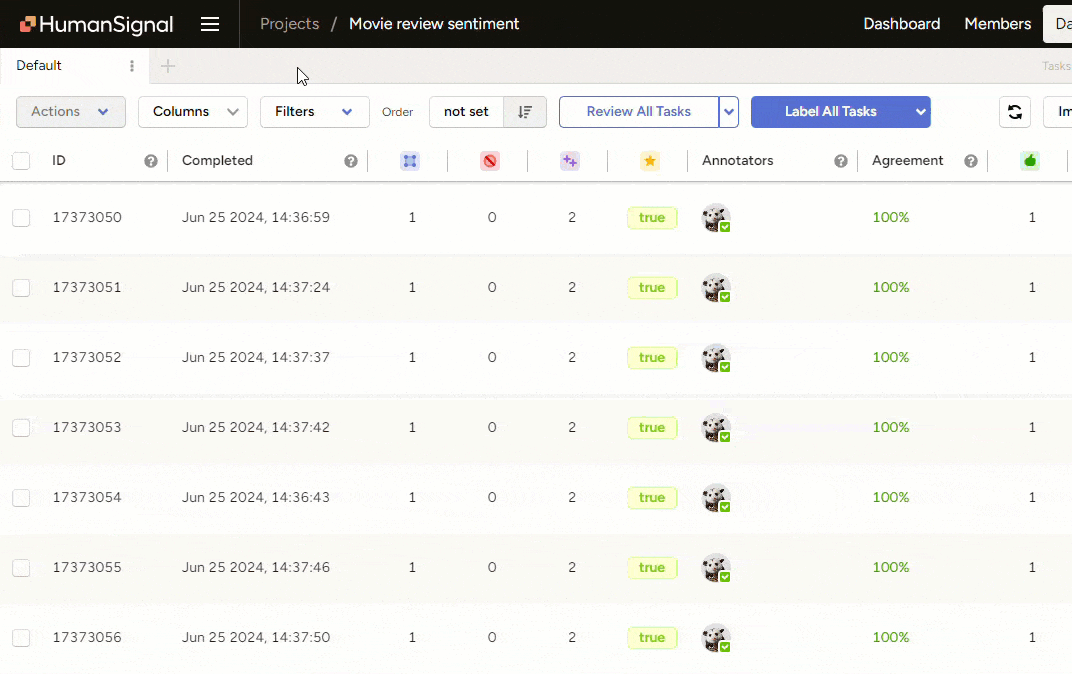 HumanSignal Projects / Movie review sentiment Dashboard Members Da
Default Tasks
Actions Columns Filters Order not set Review All Tasks Label All Tasks Im
ID Completed Annotators Agreement
17373050 Jun 25 2024, 14:36:59 1 0 2 true 100% 1
17373051 Jun 25 2024, 14:37:24 1 0 2 true 100% 1
17373052 Jun 25 2024, 14:37:37 1 0 2 true 100% 1
17373053 Jun 25 2024, 14:37:42 1 0 2 true 100% 1
17373054 Jun 25 2024, 14:36:43 1 0 2 true 100% 1
17373055 Jun 25 2024, 14:37:46 1 0 2 true 100% 1
17373056 Jun 25 2024, 14:37:50 1 0 2 true 100% 1